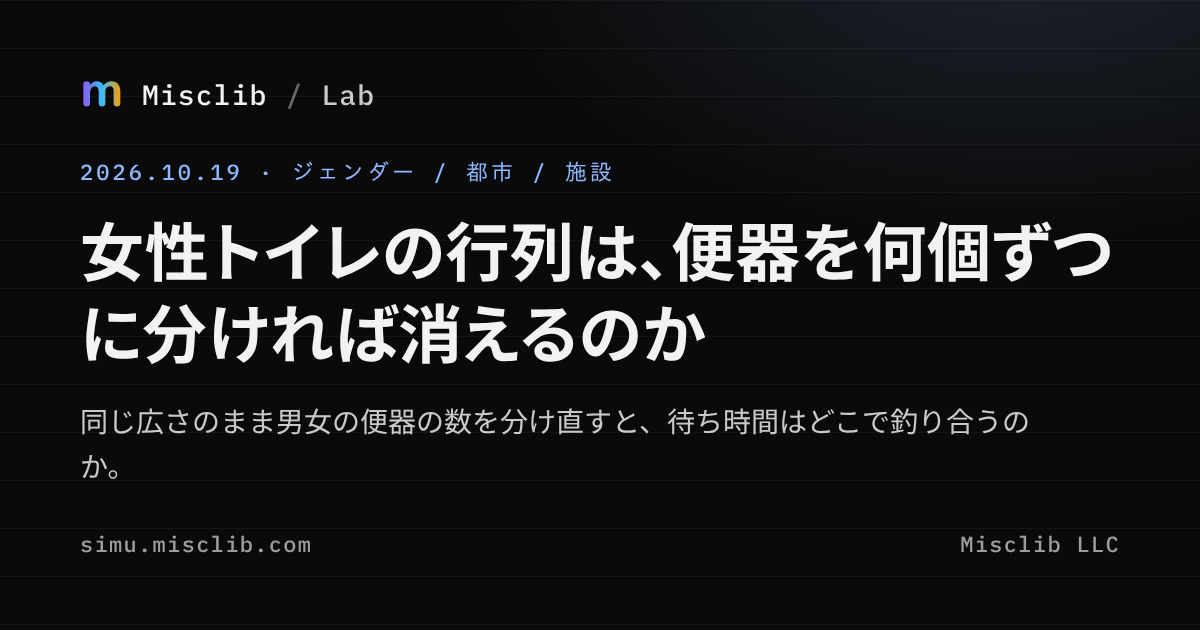 m Misclib / Lab
2026.10.19 · ジェンダー / 都市 / 施設
女性トイレの行列は、便器を何個ずつ
に分ければ消えるのか
同じ広さのまま男女の便器の数を分け直すと、待ち時間はどこで釣り合うの
か。
simu.misclib.com
Misclib LLC